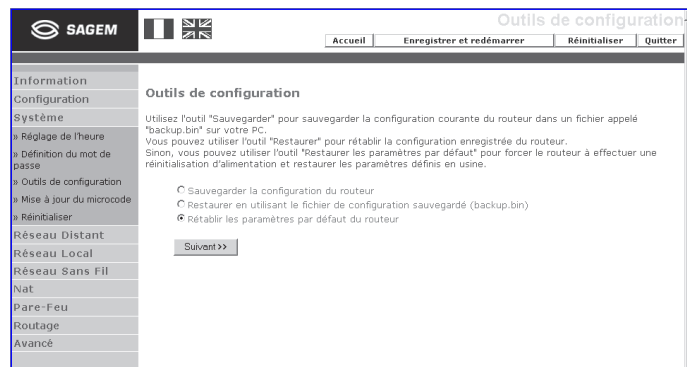 SAGEM
Outils de configuration
Accueil
Enregistrer et redémarrer
Réinitialiser
Quitter
Information
Configuration
Système
» Réglage de l'heure
» Définition du mot de
passe
» Outils de configuration
» Mise à jour du microcode
» Réinitialiser
Réseau Distant
Réseau Local
Réseau Sans Fil
Nat
Pare-Feu
Routage
Avancé
Outils de configuration
Utilisez l'outil "Sauvegarder" pour sauvegarder la configuration courante du routeur dans un fichier appelé
"backup.bin" sur votre PC.
Vous pouvez utiliser l'outil "Restaurer" pour rétablir la configuration enregistrée du routeur.
Sinon, vous pouvez utiliser l'outil "Restaurer les paramètres par défaut" pour forcer le routeur à effectuer une
réinitialisation d'alimentation et restaurer les paramètres définis en usine.
Sauvegarder la configuration du routeur
Restaurer en utilisant le fichier de configuration sauvegardé (backup.bin)
Rétablir les paramètres par défaut du routeur
Suivant >>